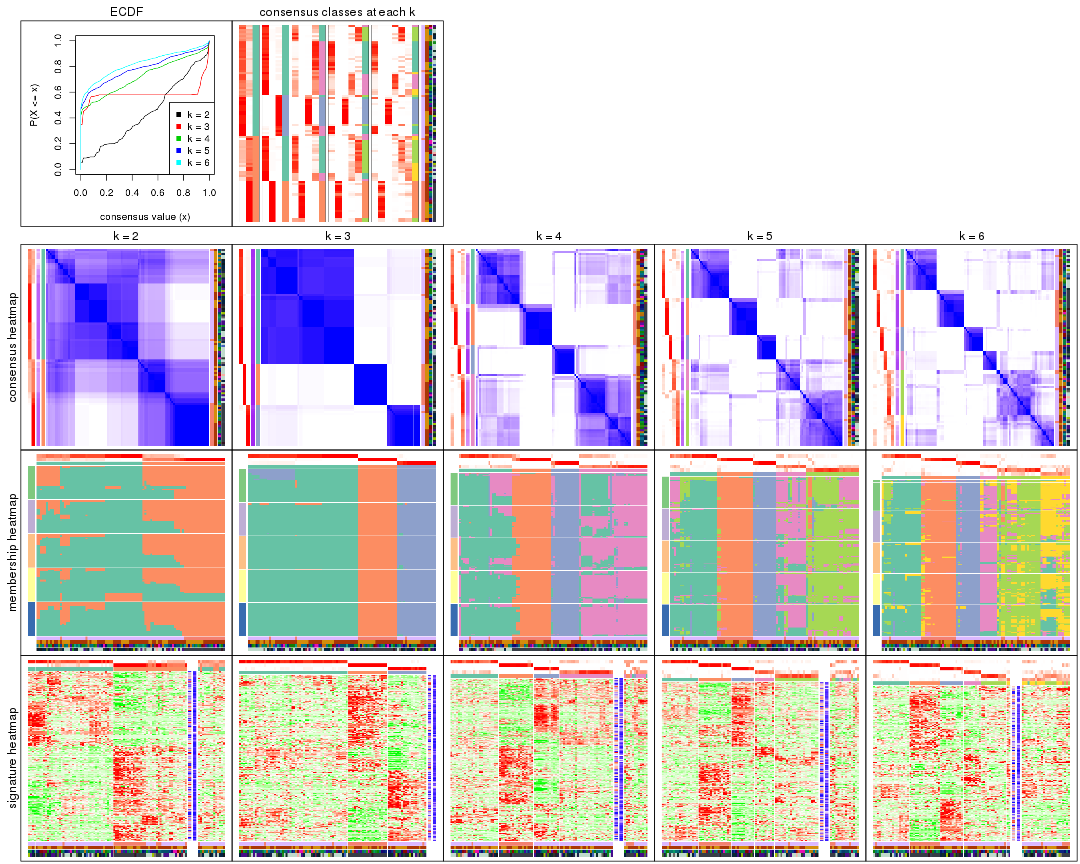 ECDF
consensus classes at each k
P(X <= x)
1.0
0.8
0.6
0.4
0.2
0.0
k = 2
k = 3
k = 4
k = 5
k = 6
0.0 0.2 0.4 0.6 0.8 1.0
consensus value (x)
k = 2
k = 3
k = 4
k = 5
k = 6
consensus heatmap
membership heatmap
signature heatmap